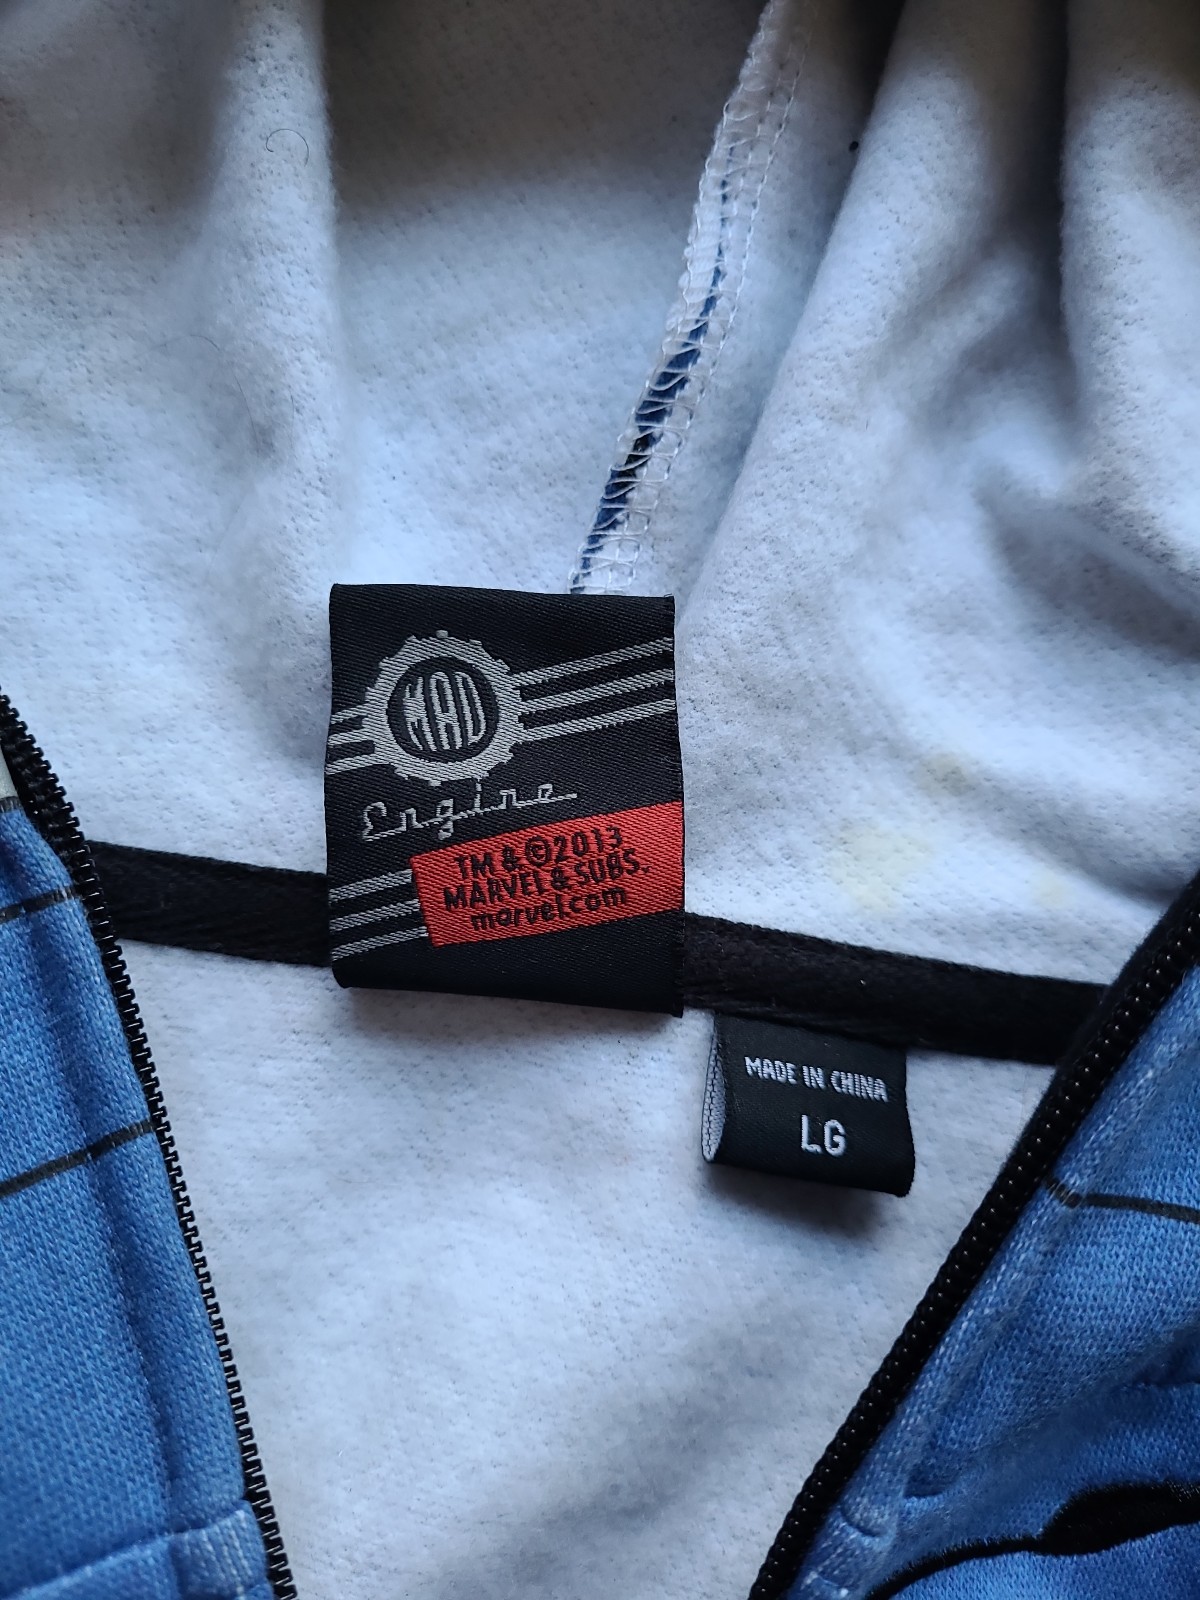 MAD
Engine
TM & ©2013
MARVEL & SUBS.
marvel.com
MADE IN CHINA
LG